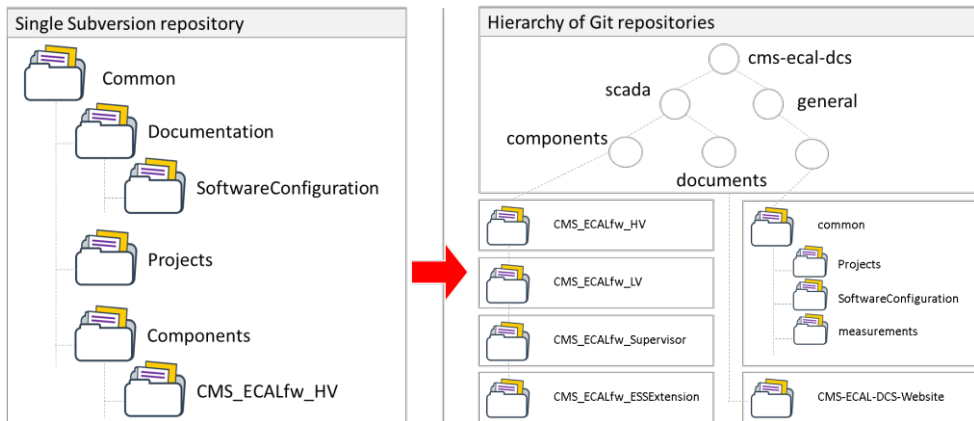 Single Subversion repository
Common
Documentation
SoftwareConfiguration
Projects
Components
CMS_ECALfw_HV
Hierarchy of Git repositories
cms-ecal-dcs
scada
general
components
documents
CMS_ECALfw_HV
CMS_ECALfw_LV
CMS_ECALfw_Supervisor
CMS_ECALfw_ESSExtension
common
Projects
SoftwareConfiguration
measurements
CMS-ECAL-DCS-Website